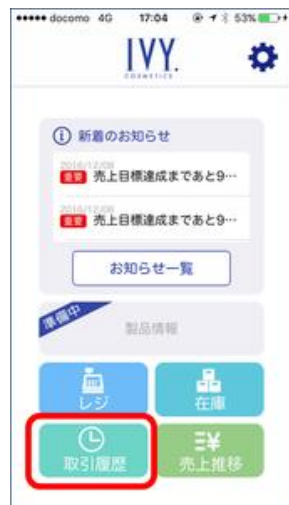 docomo 4G 17:04 53%
IVY.
COSMETICS
新着のお知らせ
2016/12/08
重要 売上目標達成まであと9…
2016/12/08
重要 売上目標達成まであと9…
お知らせ一覧
準備中
製品情報
レジ 在庫
取引履歴 売上推移